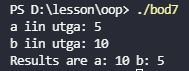 PS D:\lesson\oop> ./bod7
a iin utga: 5
b iin utga: 10
Results are a: 10 b: 5